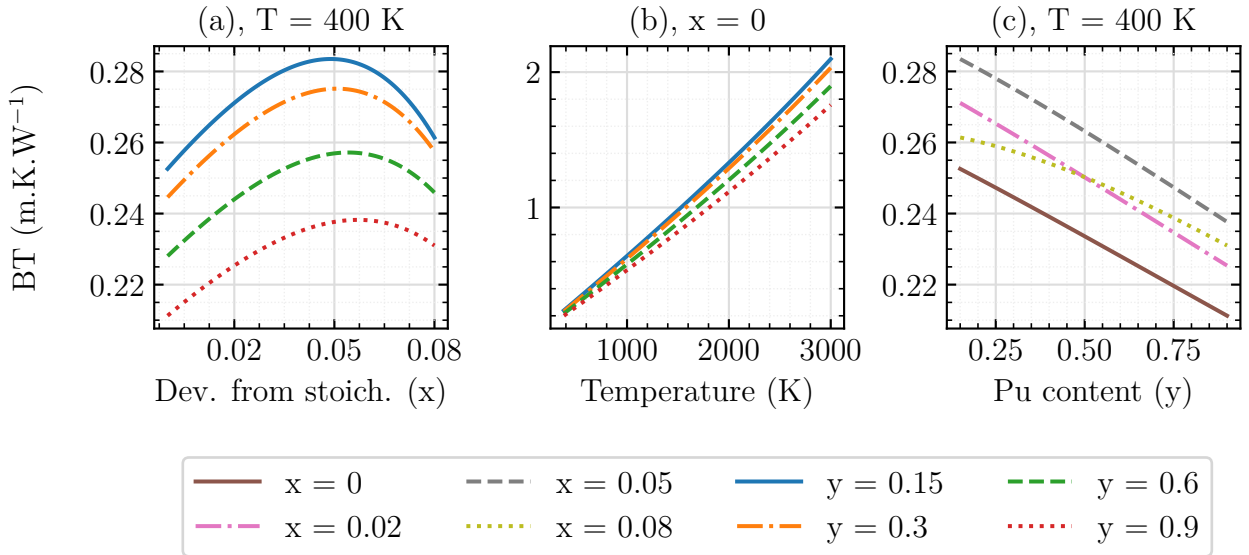 (a), T = 400 K
(b), x = 0
(c), T = 400 K
BT (m.K.W⁻¹)
0.28
0.26
0.24
0.22
0.02 0.05 0.08
Dev. from stoich. (x)
2
1
1000 2000 3000
Temperature (K)
0.28
0.26
0.24
0.22
0.25 0.50 0.75
Pu content (y)
x = 0 x = 0.05 y = 0.15 y = 0.6
x = 0.02 x = 0.08 y = 0.3 y = 0.9